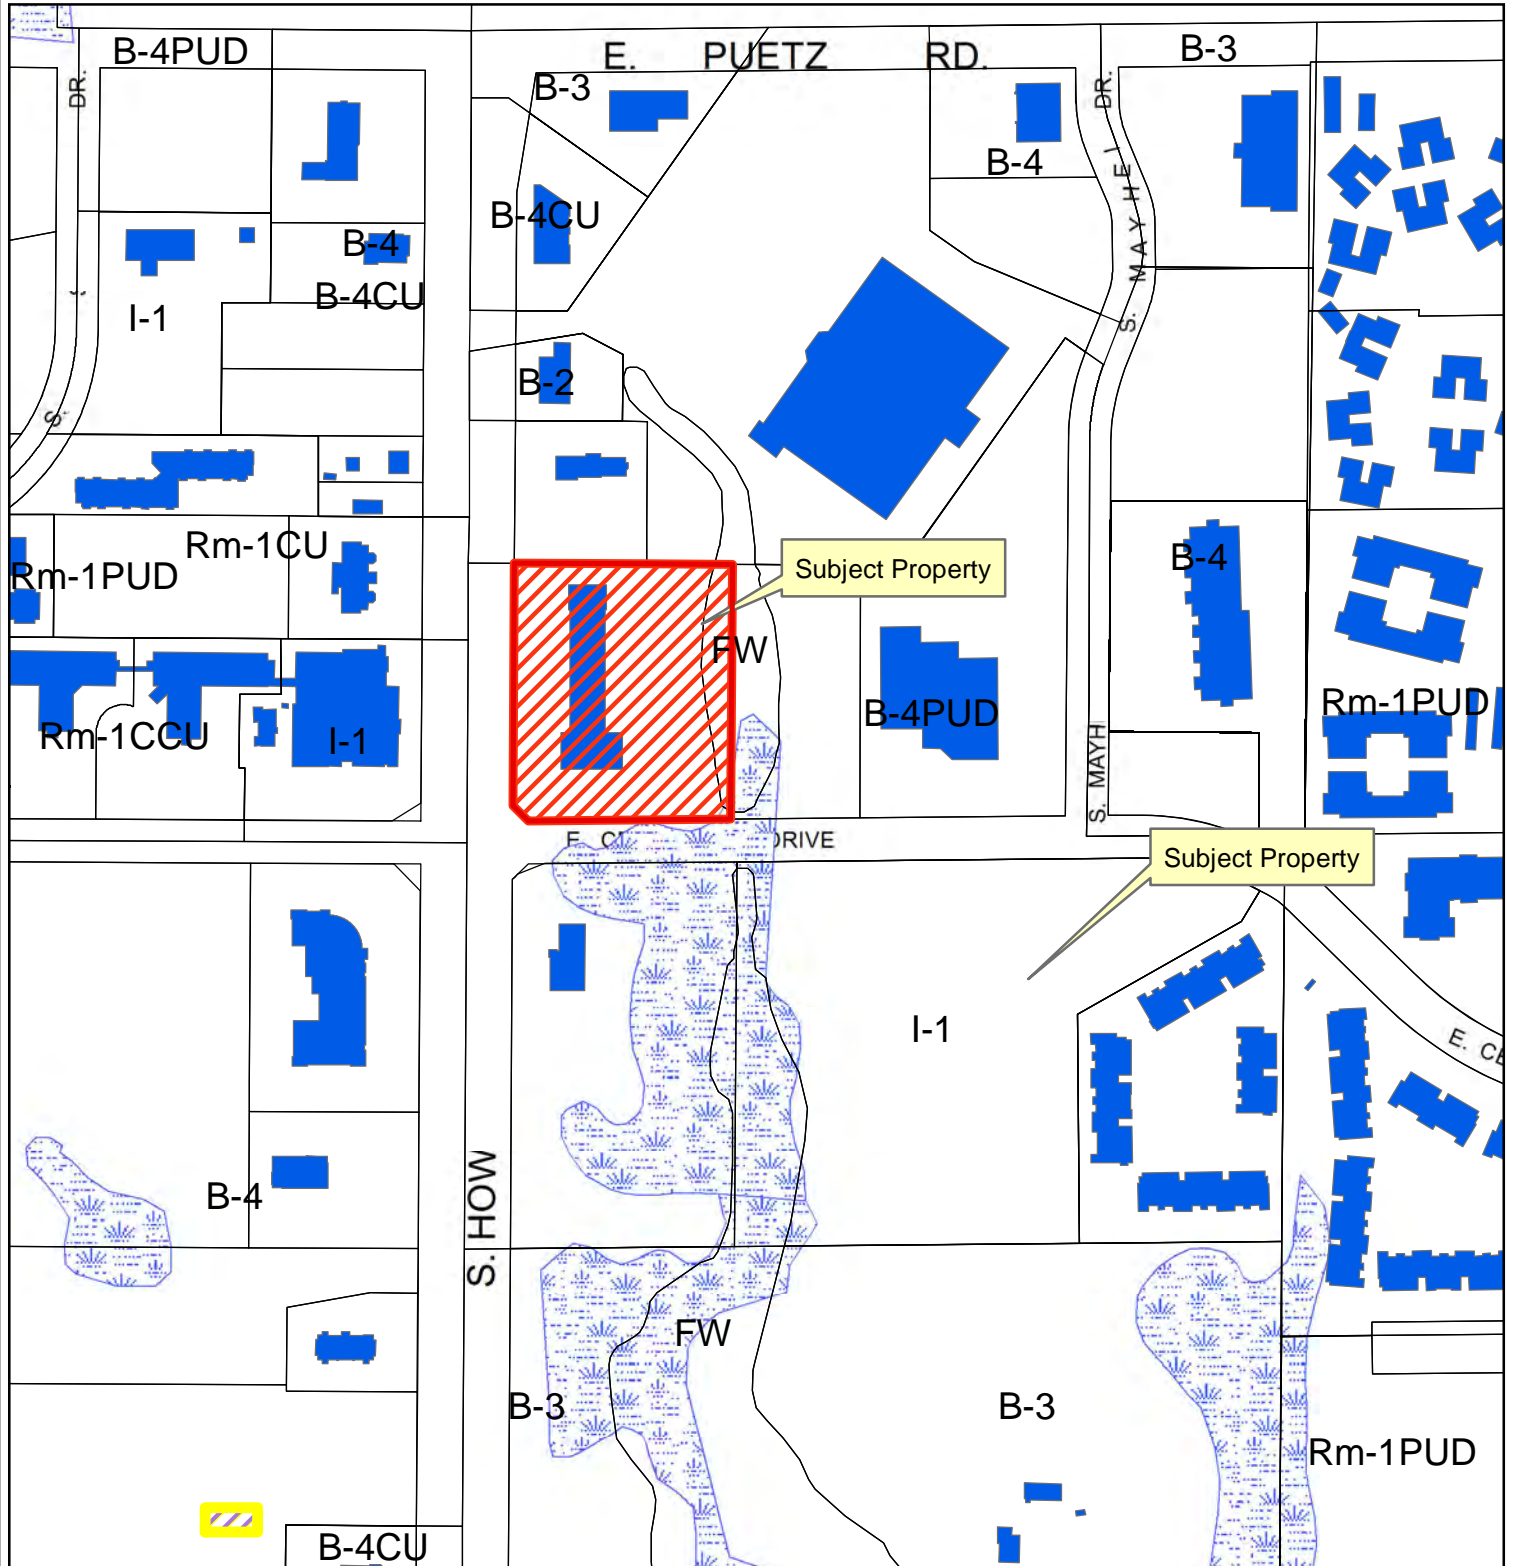 B-4PUD
E. PUETZ RD.
B-3
DR.
B-3
DR.
B-4
B-4CU
B-4
B-4CU
I-1
S. MAYHE
B-2
S.
Rm-1CU
B-4
Subject Property
Rm-1PUD
FW
Rm-1PUD
B-4PUD
Rm-1CCU
I-1
S. MAYH
E. C
DRIVE
Subject Property
I-1
E. CE
B-4
S. HOW
FW
B-3
B-3
Rm-1PUD
B-4CU